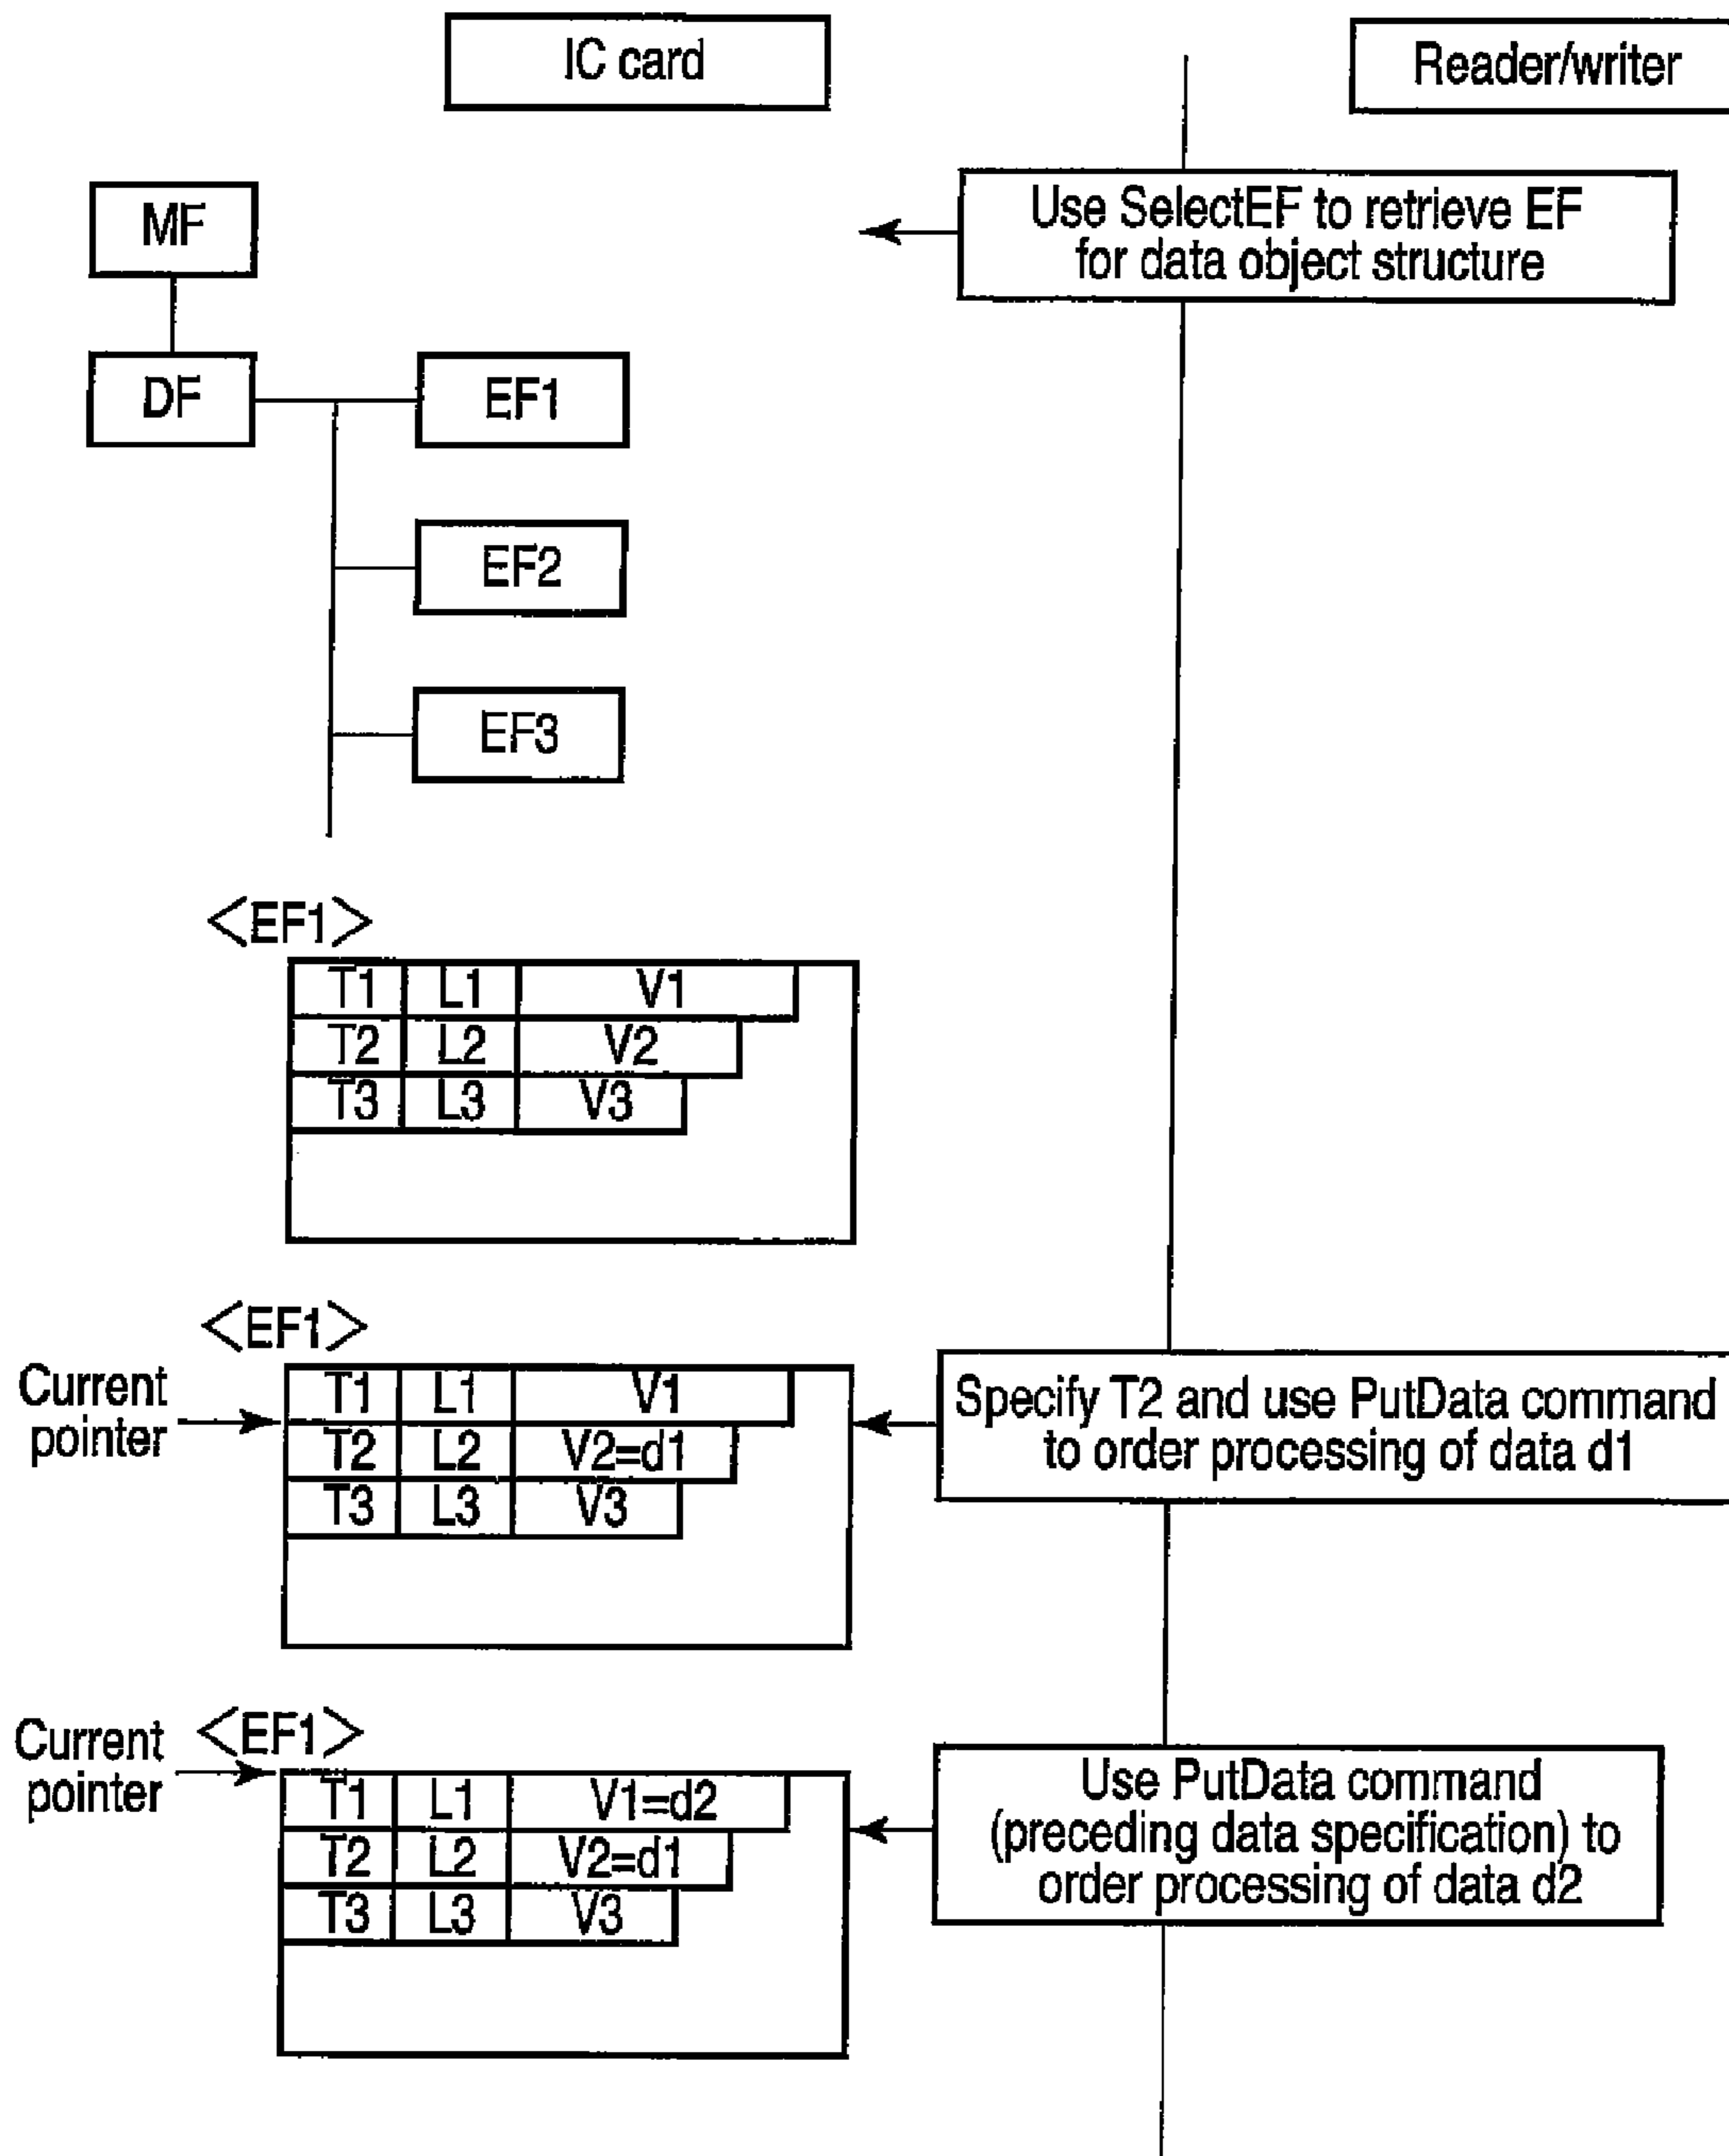 IC card
Reader/writer
Use SelectEF to retrieve EF
for data object structure
MF
DF
EF1
EF2
EF3
<EF1>
T1 L1 V1
T2 L2 V2
T3 L3 V3
<EF1>
Current
pointer
T1 L1 V1
T2 L2 V2=d1
T3 L3 V3
Specify T2 and use PutData command
to order processing of data d1
<EF1>
Current
pointer
T1 L1 V1=d2
T2 L2 V2=d1
T3 L3 V3
Use PutData command
(preceding data specification) to
order processing of data d2